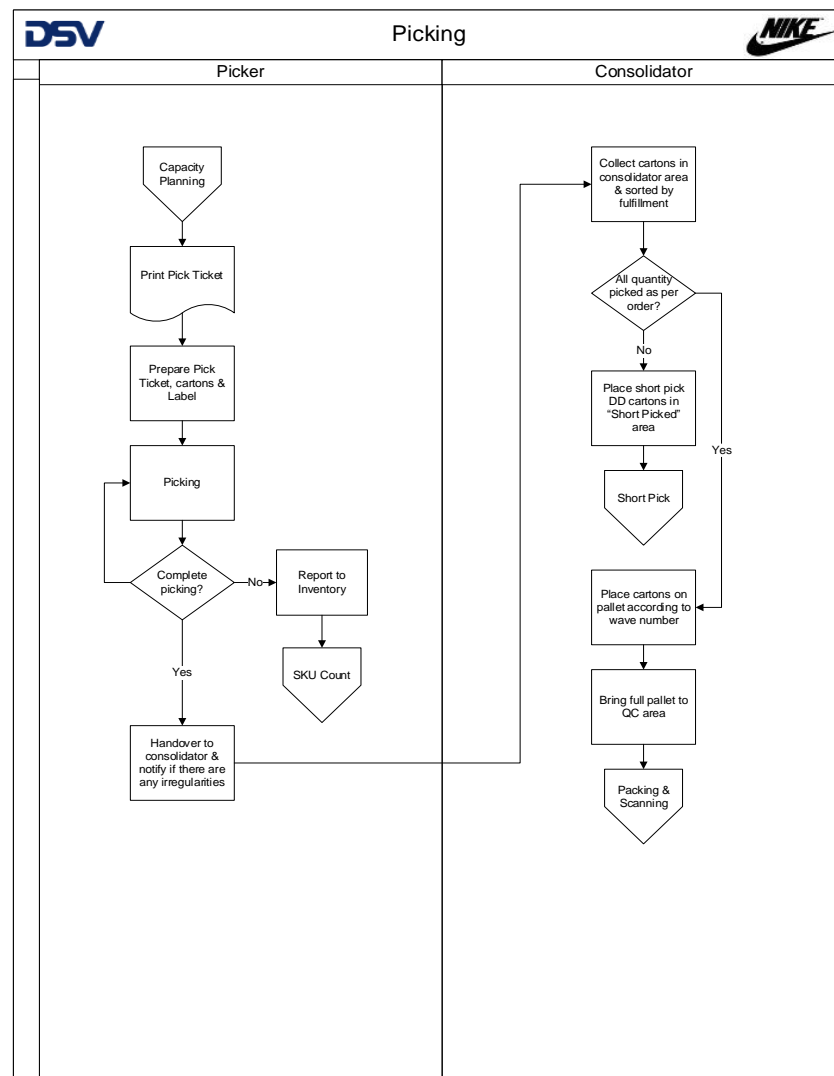 DSV
Picking
NIKE
Picker
Consolidator
Capacity
Planning
Print Pick Ticket
Prepare Pick
Ticket, cartons &
Label
Picking
Complete
picking?
No
Report to
Inventory
SKU Count
Yes
Handover to
consolidator &
notify if there are
any irregularities
Collect cartons in
consolidator area
& sorted by
fulfillment
All quantity
picked as per
order?
No
Place short pick
DD cartons in
“Short Picked”
area
Yes
Short Pick
Place cartons on
pallet according to
wave number
Bring full pallet to
QC area
Packing &
Scanning